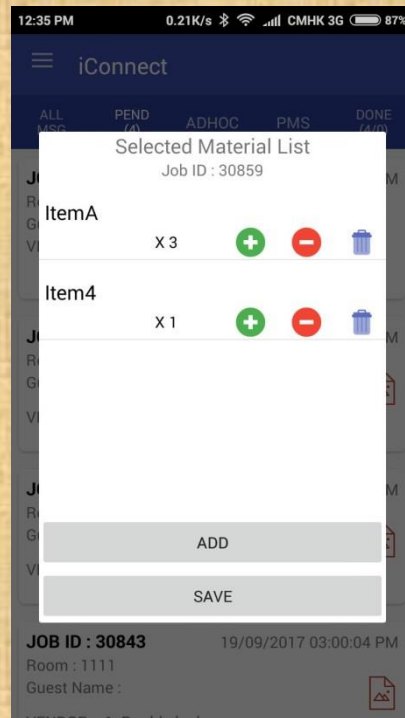 12:35 PM 0.21K/s CMHK 3G 87%
iConnect
ALL MSG PEND (4) ADHOC PMS DONE (4/0)
Selected Material List
Job ID : 30859
ItemA
X 3
Item4
X 1
ADD
SAVE
JOB ID : 30843 19/09/2017 03:00:04 PM
Room : 1111
Guest Name :